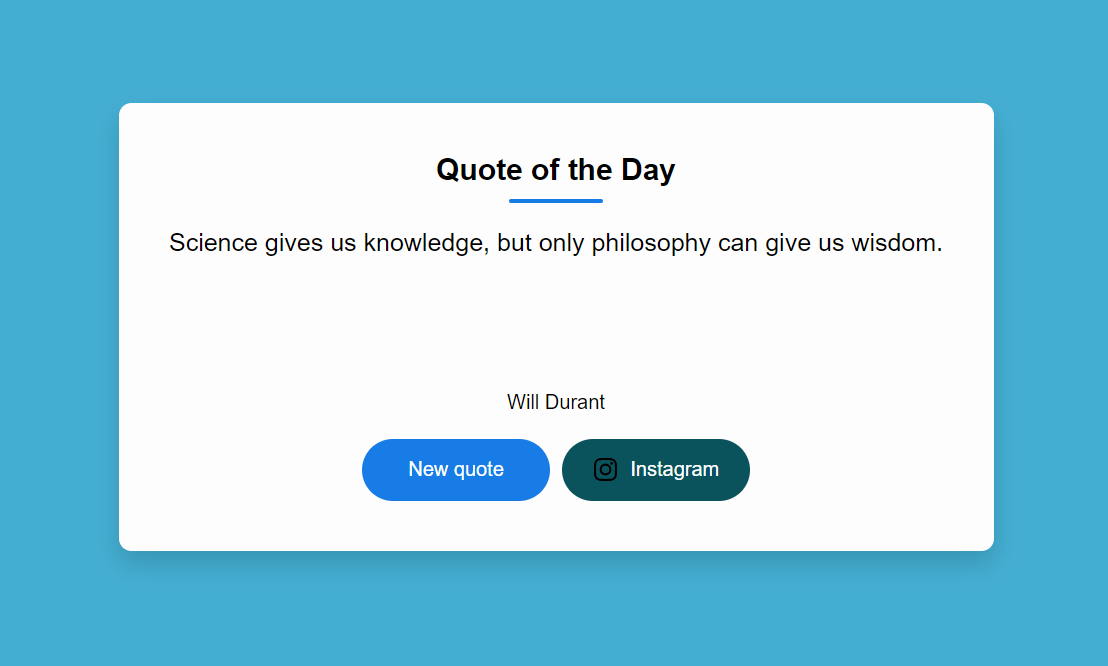 Quote of the Day
Science gives us knowledge, but only philosophy can give us wisdom.
Will Durant
New quote
Instagram